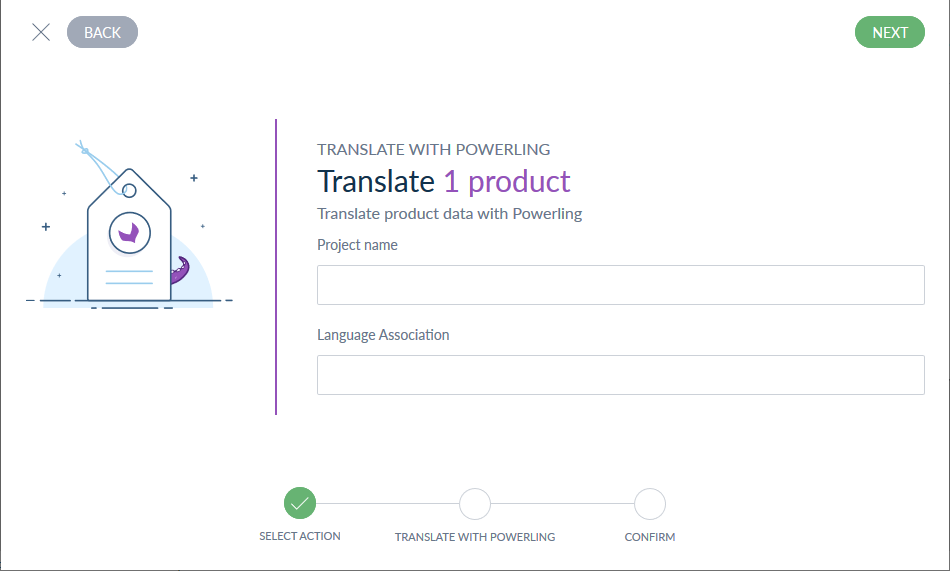 BACK
NEXT
TRANSLATE WITH POWERLING
Translate 1 product
Translate product data with Powerling
Project name
Language Association
SELECT ACTION
TRANSLATE WITH POWERLING
CONFIRM